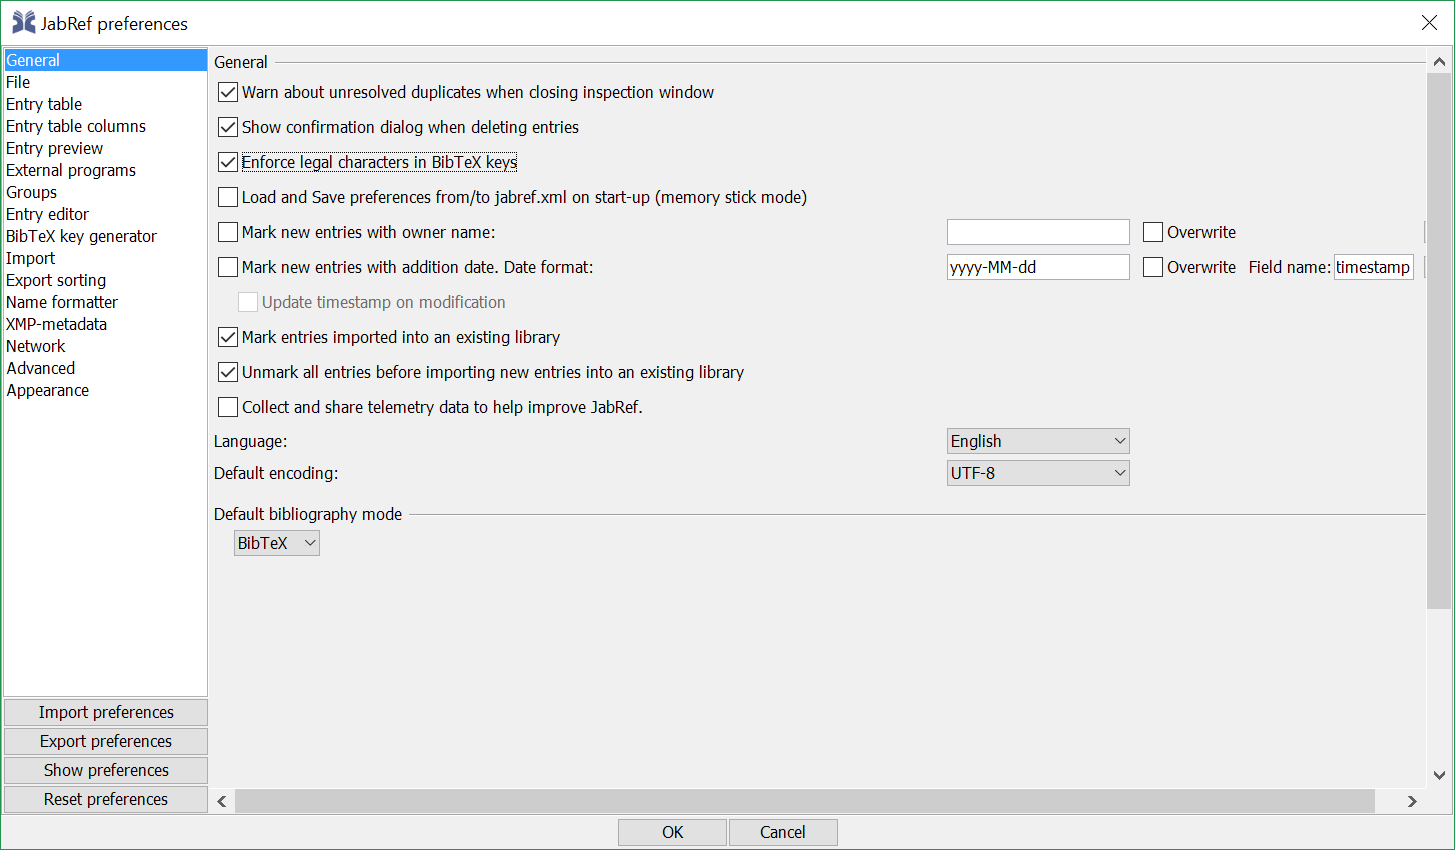 JabRef preferences
General
File
Entry table
Entry table columns
Entry preview
External programs
Groups
Entry editor
BibTeX key generator
Import
Export sorting
Name formatter
XMP-metadata
Network
Advanced
Appearance
Import preferences
Export preferences
Show preferences
Reset preferences
General
Warn about unresolved duplicates when closing inspection window
Show confirmation dialog when deleting entries
Enforce legal characters in BibTeX keys
Load and Save preferences from/to jabref.xml on start-up (memory stick mode)
Mark new entries with owner name: Overwrite
Mark new entries with addition date. Date format: yyyy-MM-dd Overwrite Field name: timestamp
Update timestamp on modification
Mark entries imported into an existing library
Unmark all entries before importing new entries into an existing library
Collect and share telemetry data to help improve JabRef.
Language: English
Default encoding: UTF-8
Default bibliography mode
BibTeX
OK Cancel